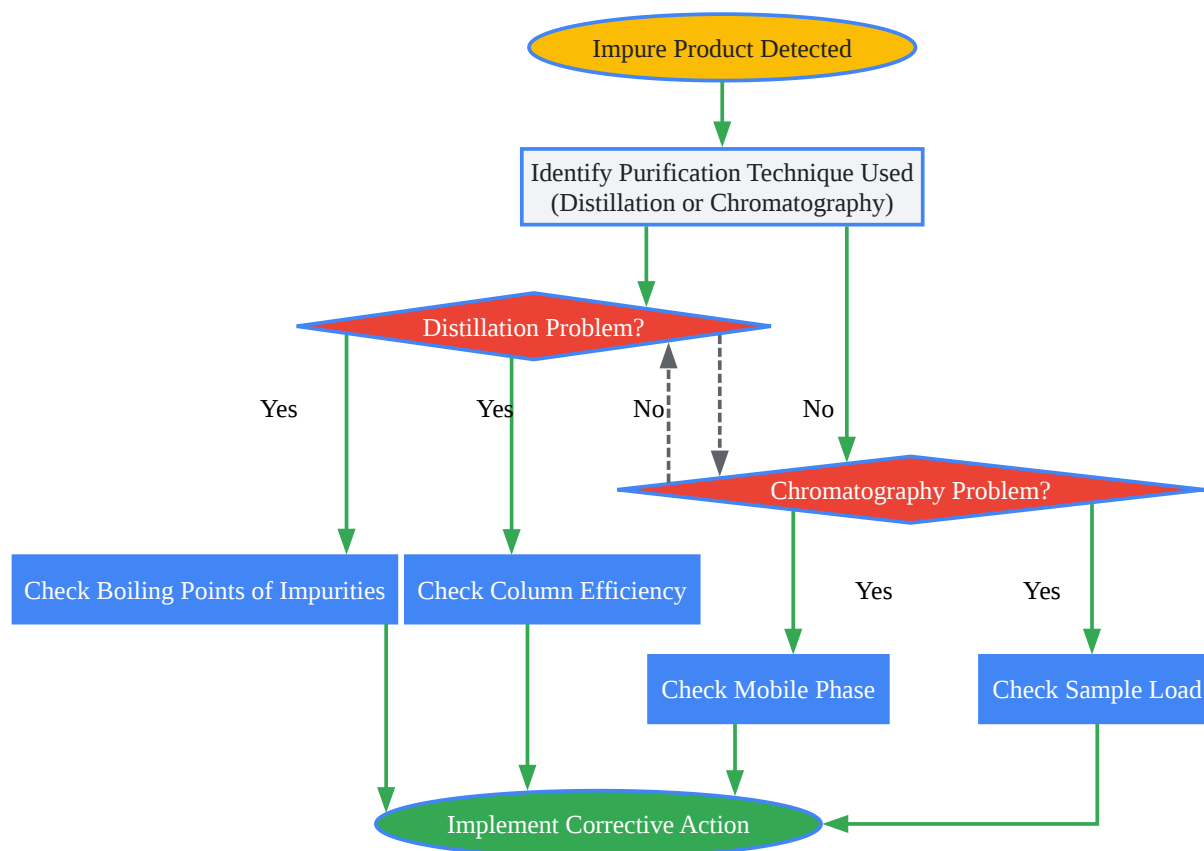 Impure Product Detected
Identify Purification Technique Used
(Distillation or Chromatography)
Distillation Problem?
Yes
Yes
No
No
Chromatography Problem?
Check Boiling Points of Impurities
Check Column Efficiency
Yes
Yes
Check Mobile Phase
Check Sample Load
Implement Corrective Action